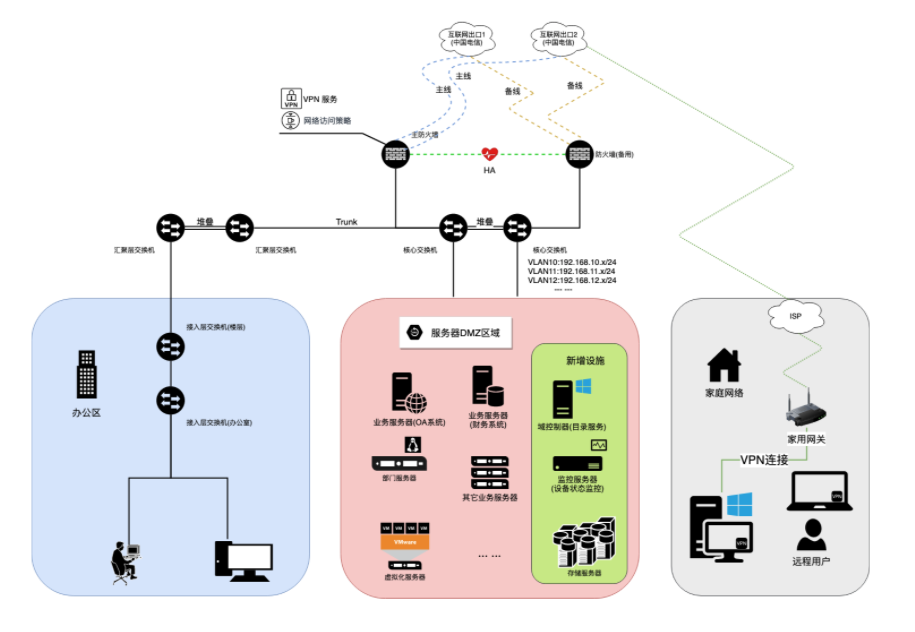 互联网出口1
(中国电信)
互联网出口2
(中国电信)
主线
主线
备线
备线
VPN
VPN 服务
网络访问策略
主防火墙
防火墙(备用)
HA
堆叠
Trunk
堆叠
汇聚层交换机
汇聚层交换机
核心交换机
核心交换机
VLAN10:192.168.10.x/24
VLAN11:192.168.11.x/24
VLAN12:192.168.12.x/24
... ...
接入层交换机(楼层)
办公区
接入层交换机(办公室)
服务器DMZ区域
业务服务器(OA系统)
业务服务器
(财务系统)
部门服务器
其它业务服务器
VM VM VM VM
VMware
虚拟化服务器
... ...
新增设施
域控制器(目录服务)
监控服务器
(设备状态监控)
存储服务器
ISP
家庭网络
家用网关
VPN连接
VPN
VPN
远程用户